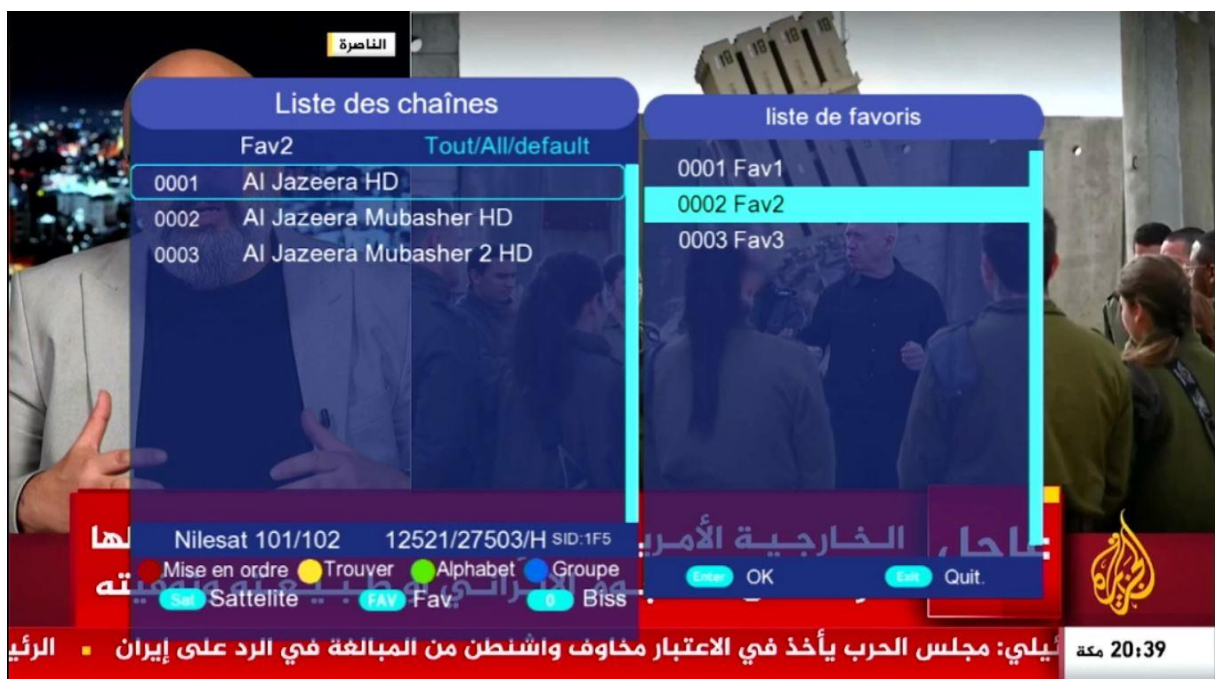 الناصرة
Liste des chaînes
Fav2 Tout/All/default
0001 Al Jazeera HD
0002 Al Jazeera Mubasher HD
0003 Al Jazeera Mubasher 2 HD
liste de favoris
0001 Fav1
0002 Fav2
0003 Fav3
عاجل
الخارجية
Nilesat 101/102 12521/27503/H SID:1F5
Mise en ordre Trouver Alphabet Groupe
Sat Sattelite FAV Fav 0 Biss
Enter OK Exit Quit.
الجزيرة
ئيلي: مجلس الحرب يأخذ في الاعتبار مخاوف واشنطن من المبالغة في الرد على إيران
20:39 مكة